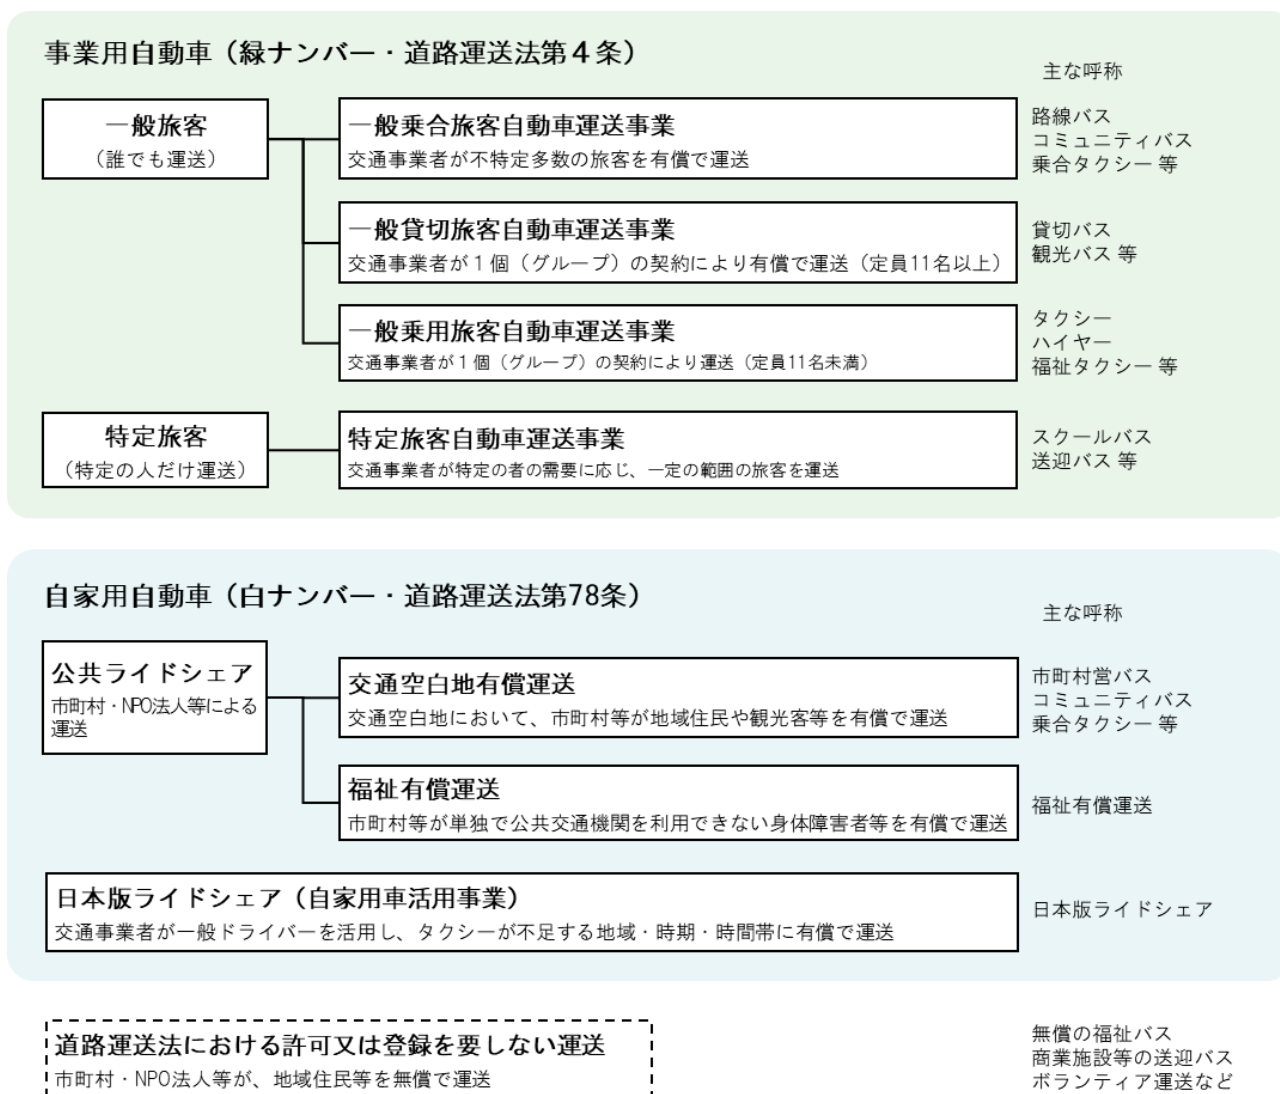 事業用自動車（緑ナンバー・道路運送法第４条）
主な呼称
一般旅客
（誰でも運送）
一般乗合旅客自動車運送事業
交通事業者が不特定多数の旅客を有償で運送
路線バス
コミュニティバス
乗合タクシー 等
一般貸切旅客自動車運送事業
交通事業者が１個（グループ）の契約により有償で運送（定員11名以上）
貸切バス
観光バス 等
一般乗用旅客自動車運送事業
交通事業者が１個（グループ）の契約により運送（定員11名未満）
タクシー
ハイヤー
福祉タクシー 等
特定旅客
（特定の人だけ運送）
特定旅客自動車運送事業
交通事業者が特定の者の需要に応じ、一定の範囲の旅客を運送
スクールバス
送迎バス 等
自家用自動車（白ナンバー・道路運送法第78条）
主な呼称
公共ライドシェア
市町村・NPO法人等による
運送
交通空白地有償運送
交通空白地において、市町村等が地域住民や観光客等を有償で運送
市町村営バス
コミュニティバス
乗合タクシー 等
福祉有償運送
市町村等が単独で公共交通機関を利用できない身体障害者等を有償で運送
福祉有償運送
日本版ライドシェア（自家用車活用事業）
交通事業者が一般ドライバーを活用し、タクシーが不足する地域・時期・時間帯に有償で運送
日本版ライドシェア
道路運送法における許可又は登録を要しない運送
市町村・NPO法人等が、地域住民等を無償で運送
無償の福祉バス
商業施設等の送迎バス
ボランティア運送など